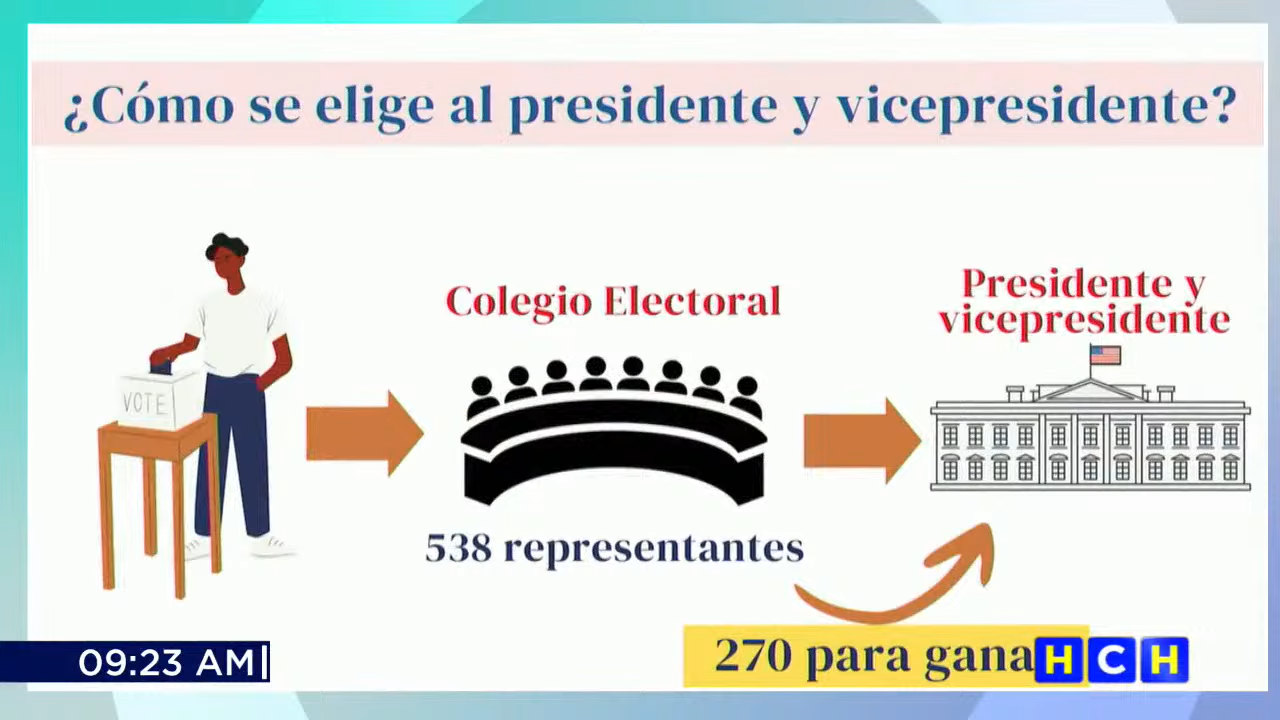 ¿Cómo se elige al presidente y vicepresidente?
VOTE
Colegio Electoral
538 representantes
Presidente y
vicepresidente
270 para gana
HCH
09:23 AM